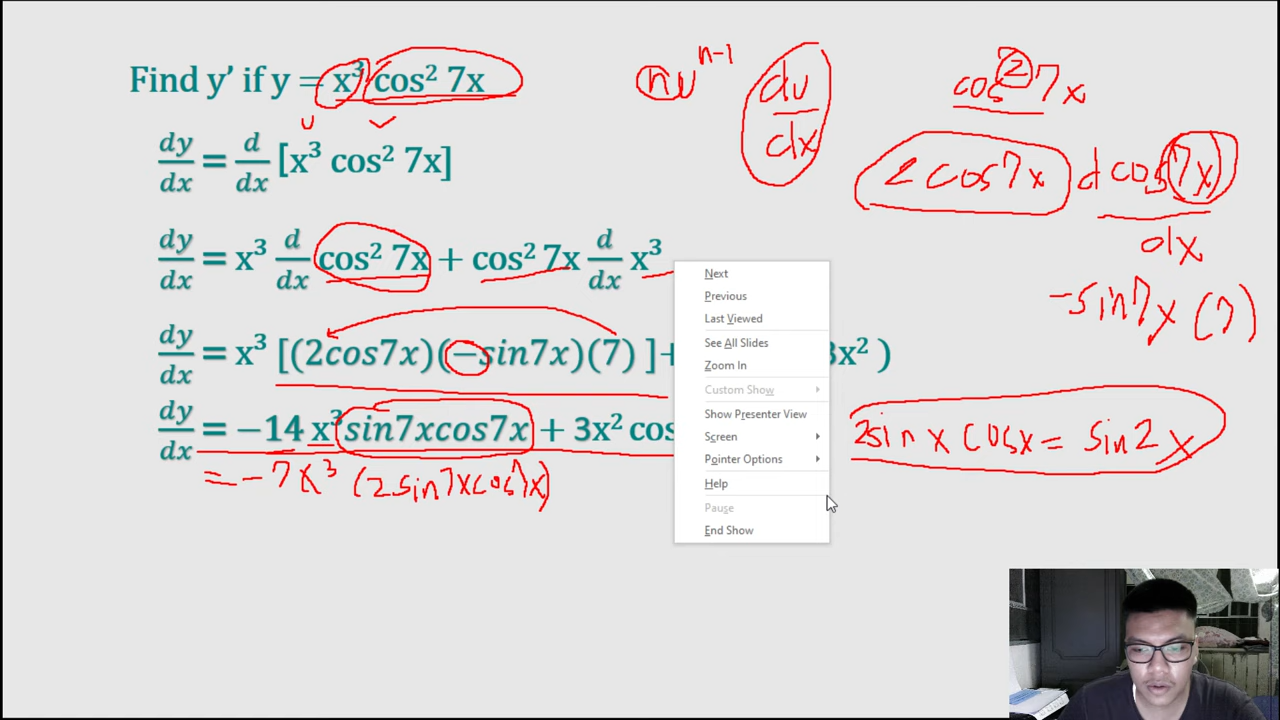 Find y’ if y = x³ cos² 7x
dy/dx = d/dx [x³ cos² 7x]
dy/dx = x³ d/dx cos² 7x + cos² 7x d/dx x³
dy/dx = x³ [(2cos7x)(−sin7x)(7) ]+ 3x² )
dy/dx = −14 x³ sin7xcos7x + 3x² cos
= -7x³ (2sin7xcos7x)
nu^n-1 du/dx
cos² 7x
2cos7x d cos(7x)/dx
-sin7x (7)
2sin x cosx = sin2x
Next
Previous
Last Viewed
See All Slides
Zoom In
Custom Show
Show Presenter View
Screen
Pointer Options
Help
Pause
End Show